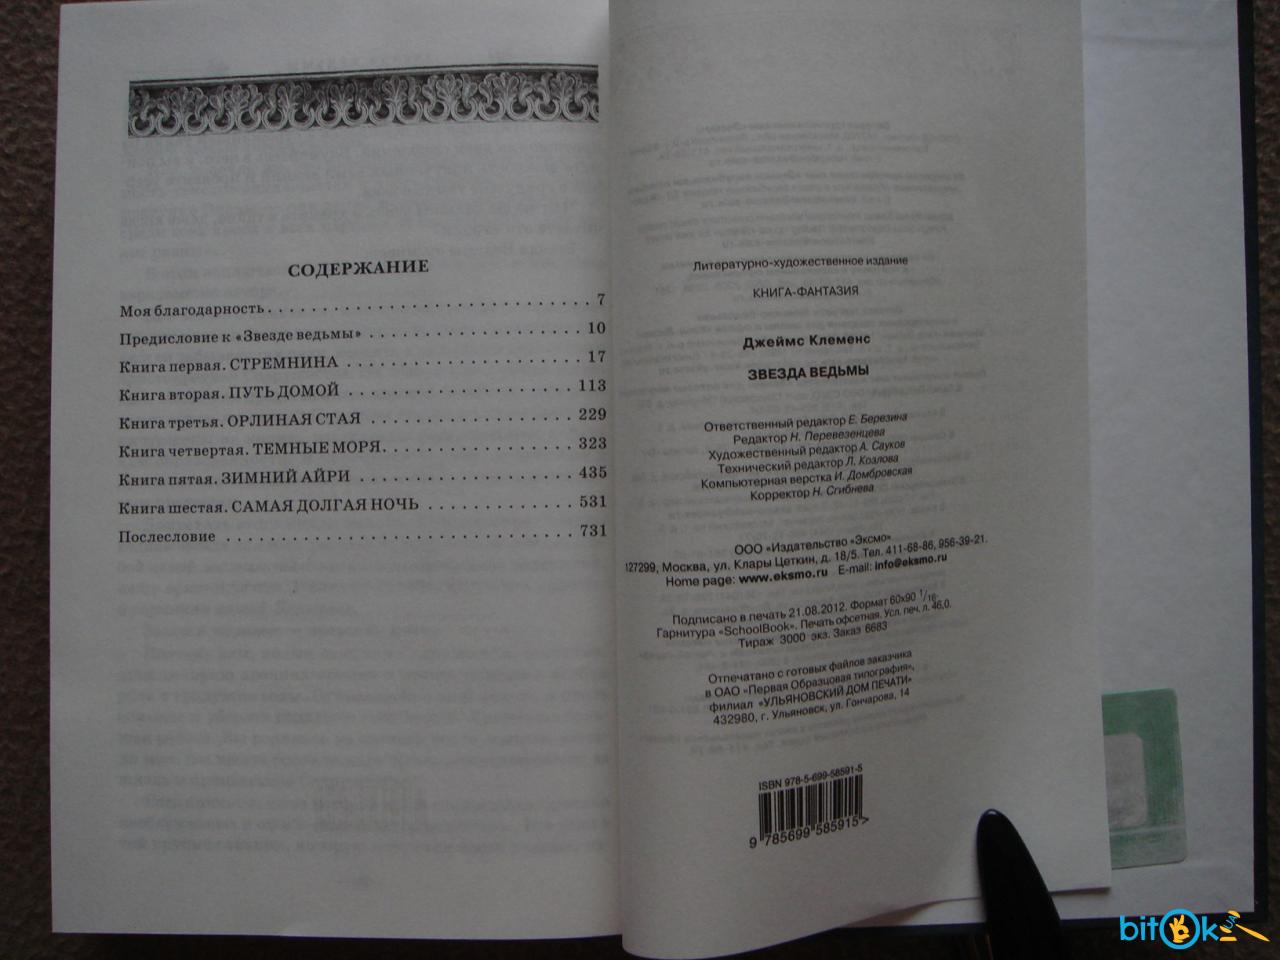 СОДЕРЖАНИЕ
Моя благодарность. . . . . . . . . . . . . . . . . . . . . . . 7
Предисловие к «Звезде ведьмы» . . . . . . . . . . . . . . . . 10
Книга первая. СТРЕМНИНА . . . . . . . . . . . . . . . . . . 17
Книга вторая. ПУТЬ ДОМОЙ . . . . . . . . . . . . . . . . . 113
Книга третья. ОРЛИНАЯ СТАЯ . . . . . . . . . . . . . . . . 229
Книга четвертая. ТЕМНЫЕ МОРЯ. . . . . . . . . . . . . . 323
Книга пятая. ЗИМНИЙ АЙРИ . . . . . . . . . . . . . . . . 435
Книга шестая. САМАЯ ДОЛГАЯ НОЧЬ . . . . . . . . . . . . 531
Послесловие . . . . . . . . . . . . . . . . . . . . . . . . . 731
Литературно-художественное издание
КНИГА-ФАНТАЗИЯ
Джеймс Клеменс
ЗВЕЗДА ВЕДЬМЫ
Ответственный редактор Е. Березина
Редактор Н. Перевезенцева
Художественный редактор А. Сауков
Технический редактор Л. Козлова
Компьютерная верстка И. Домбровская
Корректор Н. Сгибнева
ООО «Издательство «Эксмо»
127299, Москва, ул. Клары Цеткин, д. 18/5. Тел. 411-68-86, 956-39-21.
Home page: www.eksmo.ru E-mail: info@eksmo.ru
Подписано в печать 21.08.2012. Формат 60x90 1/16.
Гарнитура «SchoolBook». Печать офсетная. Усл. печ. л. 46,0.
Тираж 3000 экз. Заказ 6683
Отпечатано с готовых файлов заказчика
в ОАО «Первая Образцовая типография»,
филиал «УЛЬЯНОВСКИЙ ДОМ ПЕЧАТИ»
432980, г. Ульяновск, ул. Гончарова, 14
ISBN 978-5-699-58591-5
9 785699 585915>
bitOk UA